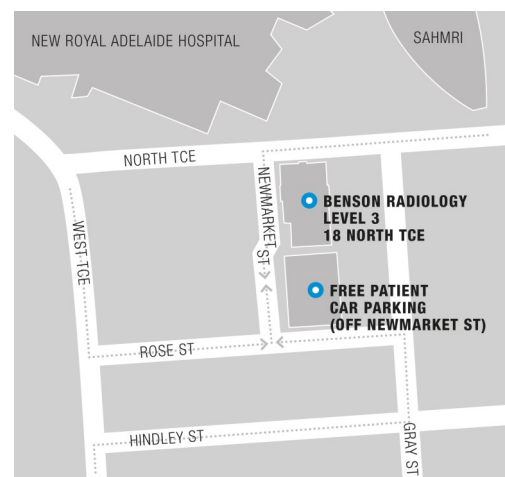 NEW ROYAL ADELAIDE HOSPITAL
SAHMRI
NORTH TCE
NEWMARKET ST
WEST TCE
BENSON RADIOLOGY
LEVEL 3
18 NORTH TCE
FREE PATIENT
CAR PARKING
(OFF NEWMARKET ST)
ROSE ST
HINDLEY ST
GRAY ST